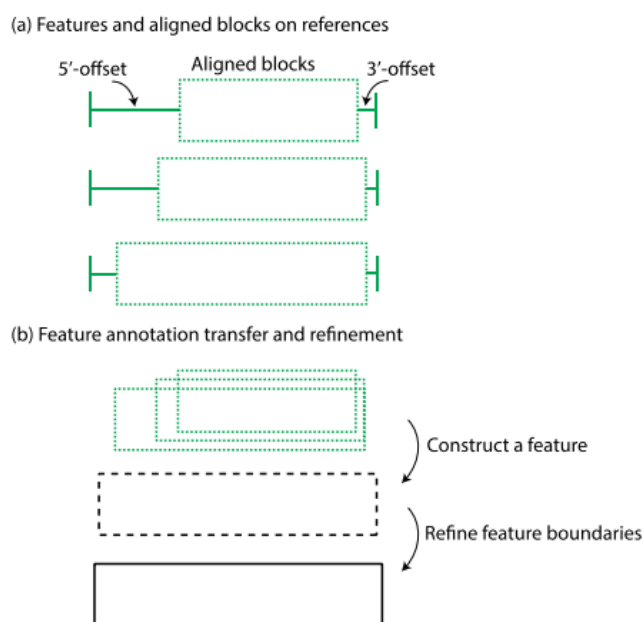 (a) Features and aligned blocks on references
5′-offset
Aligned blocks
3′-offset
(b) Feature annotation transfer and refinement
Construct a feature
Refine feature boundaries